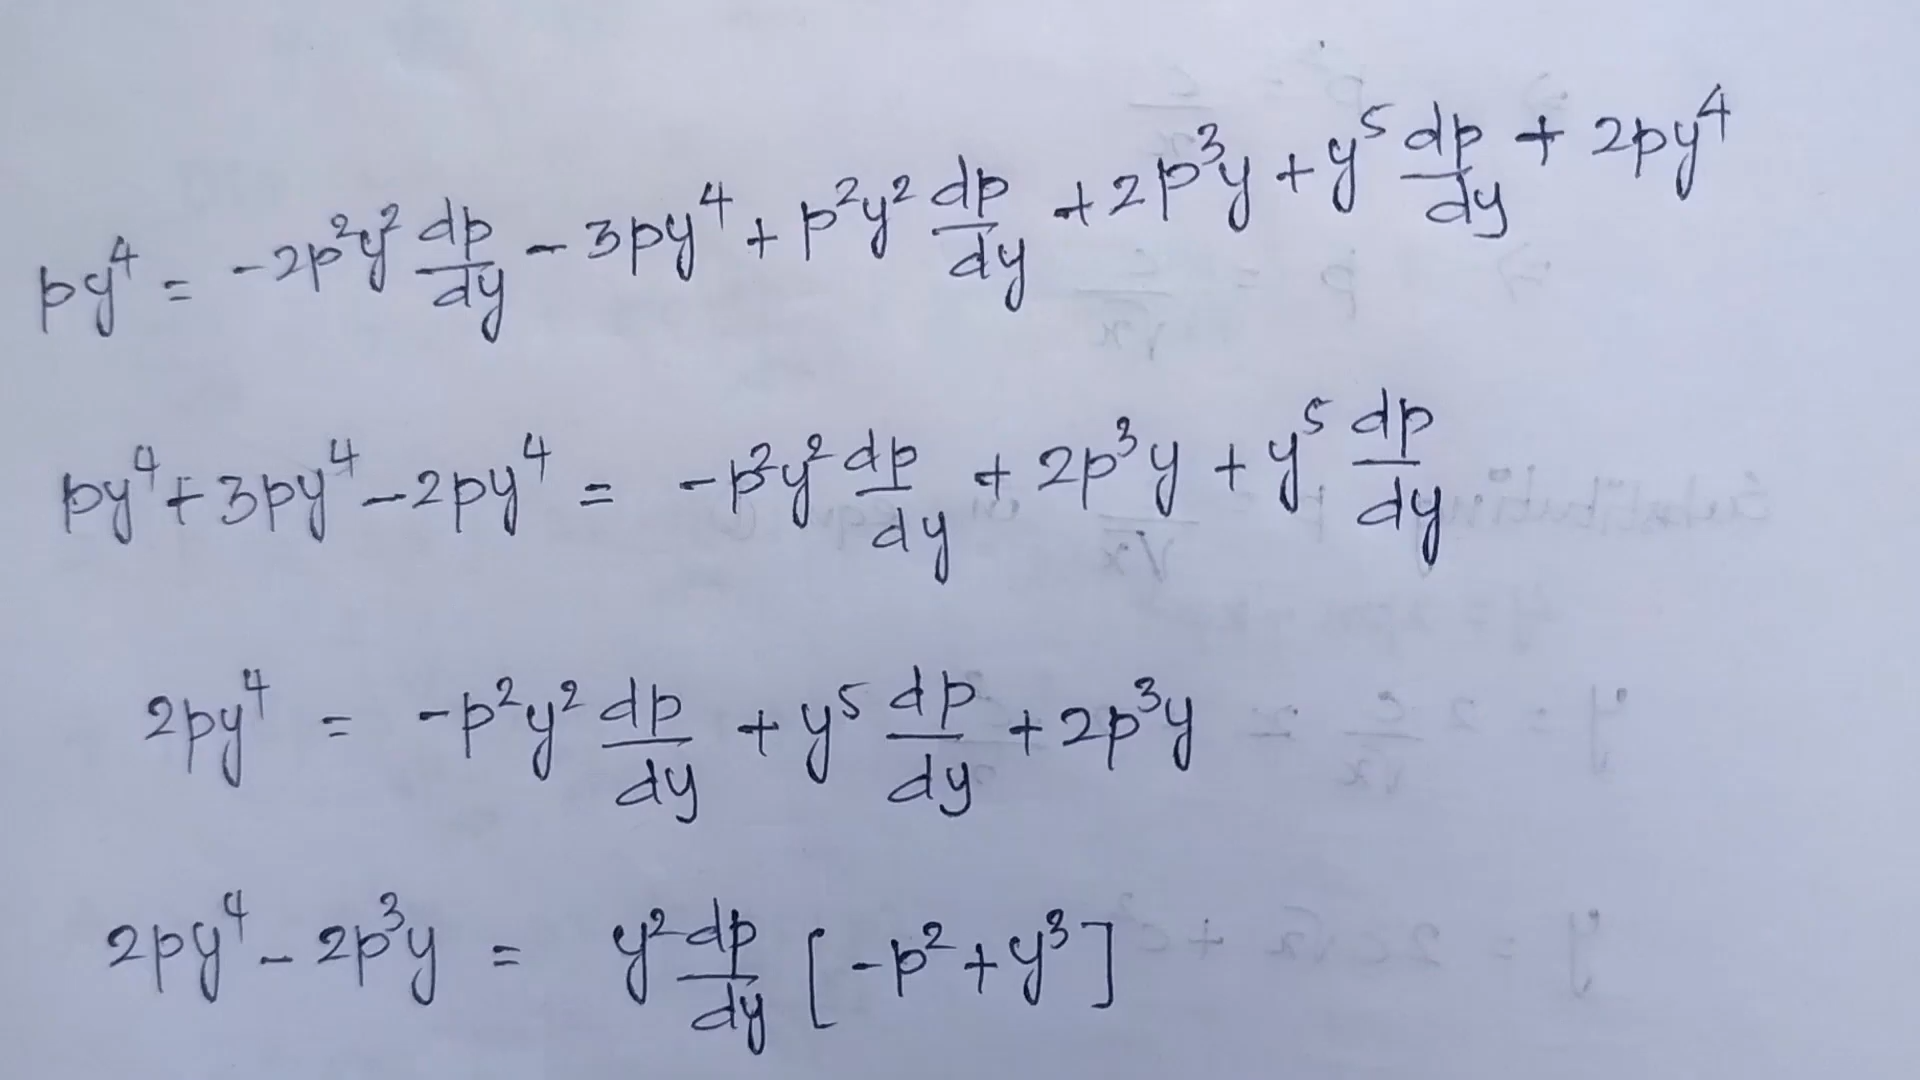 py⁴ = -2p²y² dp/dy - 3py⁴ + p²y² dp/dy + 2p³y + y⁵ dp/dy + 2py⁴
py⁴ + 3py⁴ - 2py⁴ = -p²y² dp/dy + 2p³y + y⁵ dp/dy
2py⁴ = -p²y² dp/dy + y⁵ dp/dy + 2p³y
2py⁴ - 2p³y = y² dp/dy [-p² + y³]